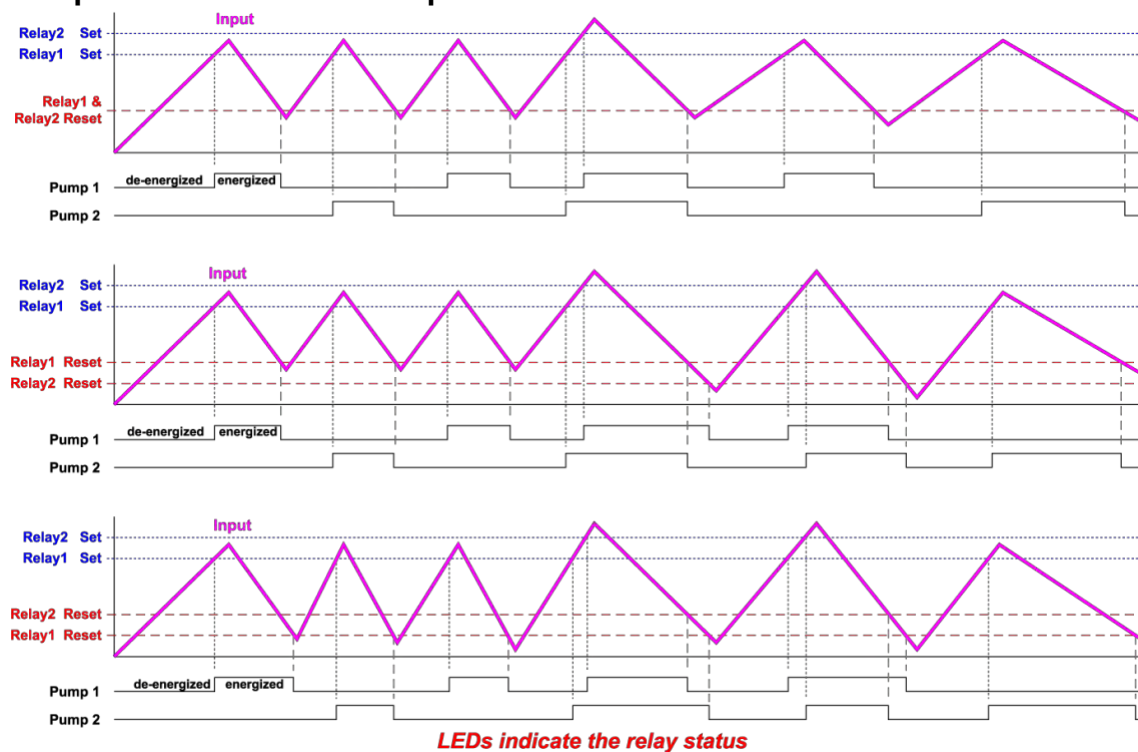 Input
Relay2 Set
Relay1 Set
Relay1 &
Relay2 Reset
de-energized energized
Pump 1
Pump 2
Input
Relay2 Set
Relay1 Set
Relay1 Reset
Relay2 Reset
de-energized energized
Pump 1
Pump 2
Input
Relay2 Set
Relay1 Set
Relay2 Reset
Relay1 Reset
de-energized energized
Pump 1
Pump 2
LEDs indicate the relay status